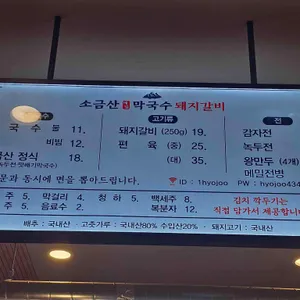 소금산 막국수 돼지갈비
수
고기류
전
국 수 물 11.
비빔 12.
산 정식 18.
돼지갈비 (250g) 19.
편 육 (중) 25.
(대) 35.
감자전
녹두전
왕만두 (4개)
메밀전병
문과 동시에 면을 뽑아드립니다.
ID : 1hyojoo
PW : hyojoo434
주 5. 막걸리 4. 청 하 5. 백세주 8.
주 5. 음료수 2. 복분자 12.
김치 깍두기는
직접 담가서 제공합니
배추 : 국내산 · 고춧가루 : 국내산80% 수입산20% · 돼지고기 : 국내산